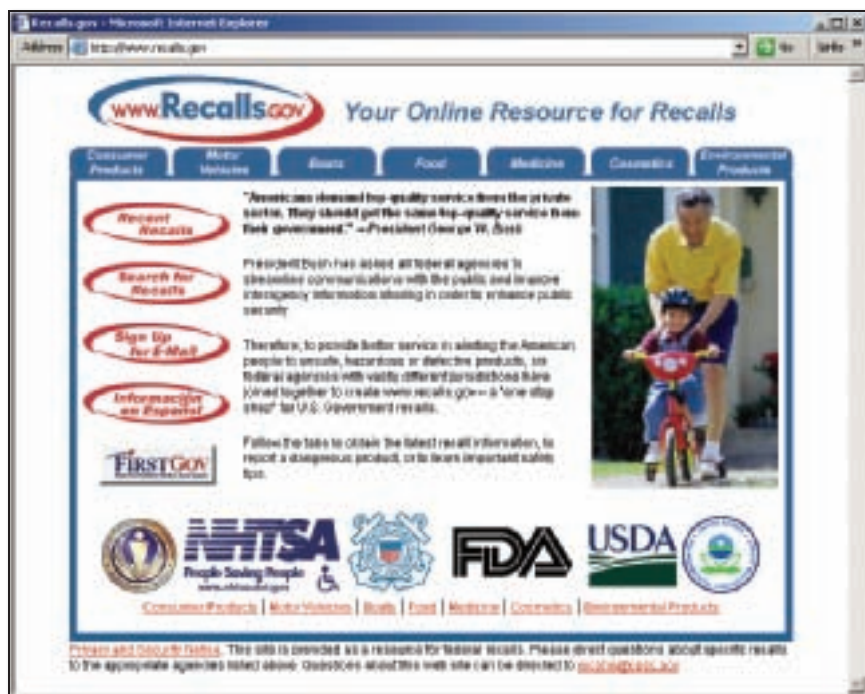 Recalls.gov - Microsoft Internet Explorer
Address http://www.recalls.gov Go Links »
www.Recalls.GOV Your Online Resource for Recalls
Consumer Products Motor Vehicles Boats Food Medicine Cosmetics Environmental Products
Recent Recalls
Search for Recalls
Sign Up for E-Mail
Información en Español
FIRSTGOV
"Americans demand top-quality service from the private
sector. They should get the same top-quality service from
their government." —President George W. Bush
President Bush has asked all federal agencies to
streamline communications with the public and improve
interagency information sharing in order to enhance public
security.
Therefore, to provide better service in alerting the American
people to unsafe, hazardous or defective products, six
federal agencies with vastly different jurisdictions have
joined together to create www.recalls.gov -- a "one stop
shop" for U.S. Government recalls.
Follow the tabs to obtain the latest recall information, to
report a dangerous product, or to learn important safety
tips.
NHTSA
People Saving People
www.nhtsa.dot.gov
FDA
USDA
Consumer Products | Motor Vehicles | Boats | Food | Medicine | Cosmetics | Environmental Products
Privacy and Security Notice. This site is provided as a resource for federal recalls. Please direct questions about specific recalls
to the appropriate agencies listed above. Questions about this web site can be directed to